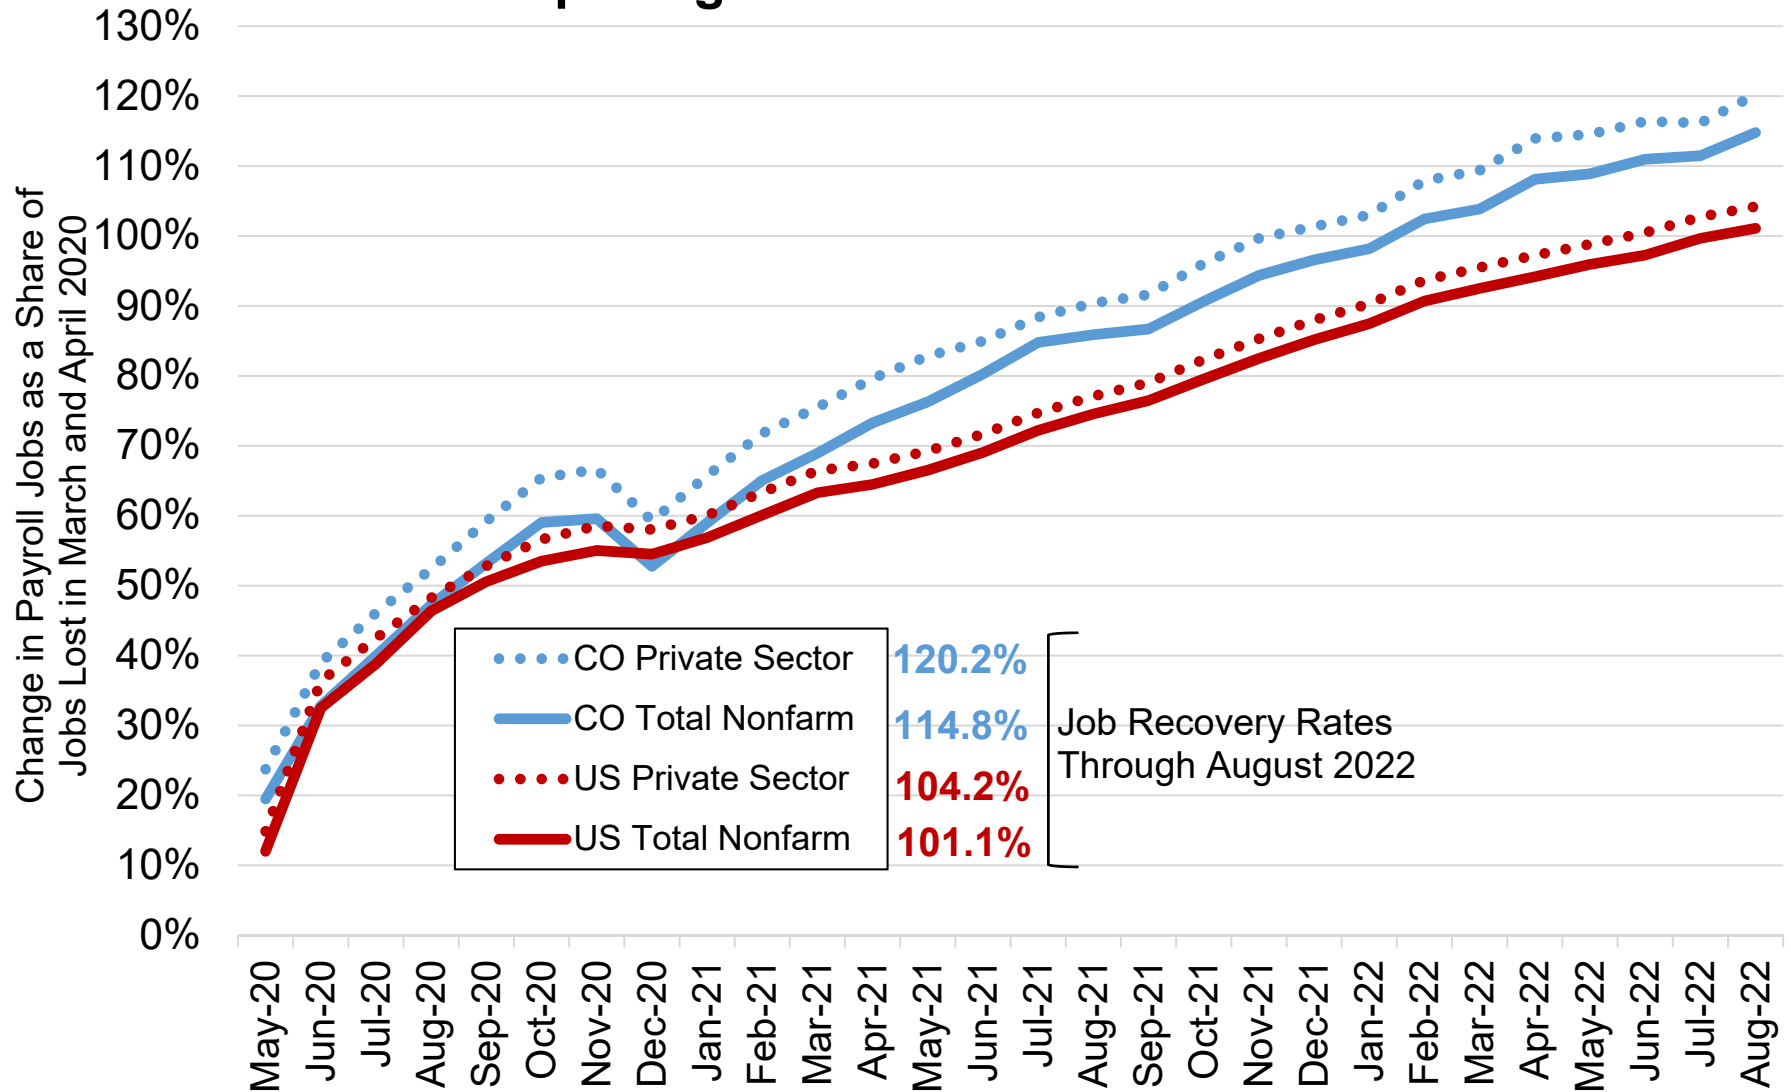 130%
120%
110%
100%
90%
80%
70%
60%
50%
40%
30%
20%
10%
0%
Change in Payroll Jobs as a Share of
Jobs Lost in March and April 2020
CO Private Sector 120.2%
CO Total Nonfarm 114.8%
US Private Sector 104.2%
US Total Nonfarm 101.1%
Job Recovery Rates
Through August 2022
May-20
Jun-20
Jul-20
Aug-20
Sep-20
Oct-20
Nov-20
Dec-20
Jan-21
Feb-21
Mar-21
Apr-21
May-21
Jun-21
Jul-21
Aug-21
Sep-21
Oct-21
Nov-21
Dec-21
Jan-22
Feb-22
Mar-22
Apr-22
May-22
Jun-22
Jul-22
Aug-22